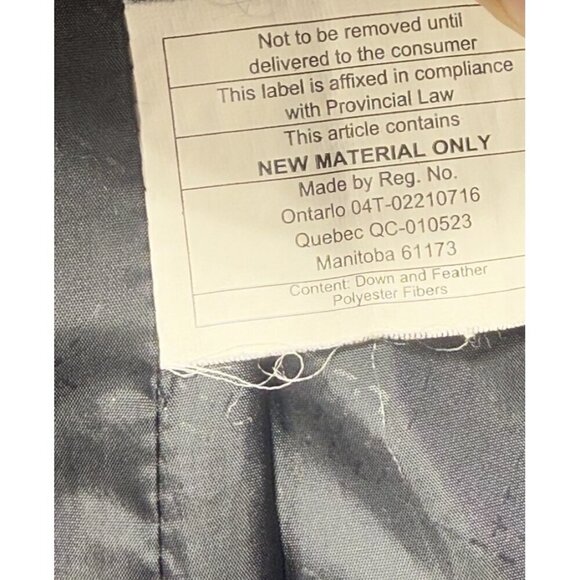 Not to be removed until
delivered to the consumer
This label is affixed in compliance
with Provincial Law
This article contains
NEW MATERIAL ONLY
Made by Reg. No.
Ontarlo 04T-02210716
Quebec QC-010523
Manitoba 61173
Content: Down and Feather
Polyester Fibers